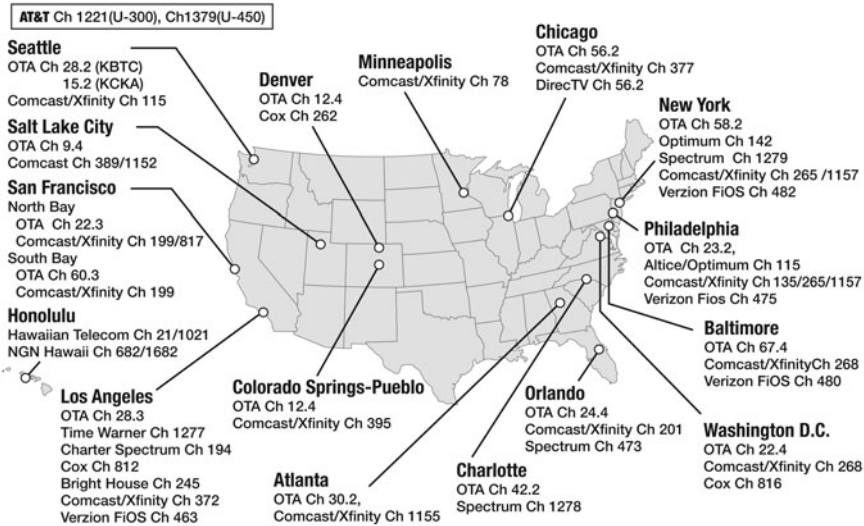 AT&T Ch 1221(U-300), Ch1379(U-450)
Seattle
OTA Ch 28.2 (KBTC)
15.2 (KCKA)
Comcast/Xfinity Ch 115
Salt Lake City
OTA Ch 9.4
Comcast Ch 389/1152
San Francisco
North Bay
OTA Ch 22.3
Comcast/Xfinity Ch 199/817
South Bay
OTA Ch 60.3
Comcast/Xfinity Ch 199
Honolulu
Hawaiian Telecom Ch 21/1021
NGN Hawaii Ch 682/1682
Los Angeles
OTA Ch 28.3
Time Warner Ch 1277
Charter Spectrum Ch 194
Cox Ch 812
Bright House Ch 245
Comcast/Xfinity Ch 372
Verzion FiOS Ch 463
Denver
OTA Ch 12.4
Cox Ch 262
Minneapolis
Comcast/Xfinity Ch 78
Chicago
OTA Ch 56.2
Comcast/Xfinity Ch 377
DirecTV Ch 56.2
New York
OTA Ch 58.2
Optimum Ch 142
Spectrum Ch 1279
Comcast/Xfinity Ch 265 /1157
Verzion FiOS Ch 482
Philadelphia
OTA Ch 23.2,
Altice/Optimum Ch 115
Comcast/Xfinity Ch 135/265/1157
Verizon Fios Ch 475
Baltimore
OTA Ch 67.4
Comcast/XfinityCh 268
Verizon FiOS Ch 480
Washington D.C.
OTA Ch 22.4
Comcast/Xfinity Ch 268
Cox Ch 816
Colorado Springs-Pueblo
OTA Ch 12.4
Comcast/Xfinity Ch 395
Atlanta
OTA Ch 30.2,
Comcast/Xfinity Ch 1155
Charlotte
OTA Ch 42.2
Spectrum Ch 1278
Orlando
OTA Ch 24.4
Comcast/Xfinity Ch 201
Spectrum Ch 473